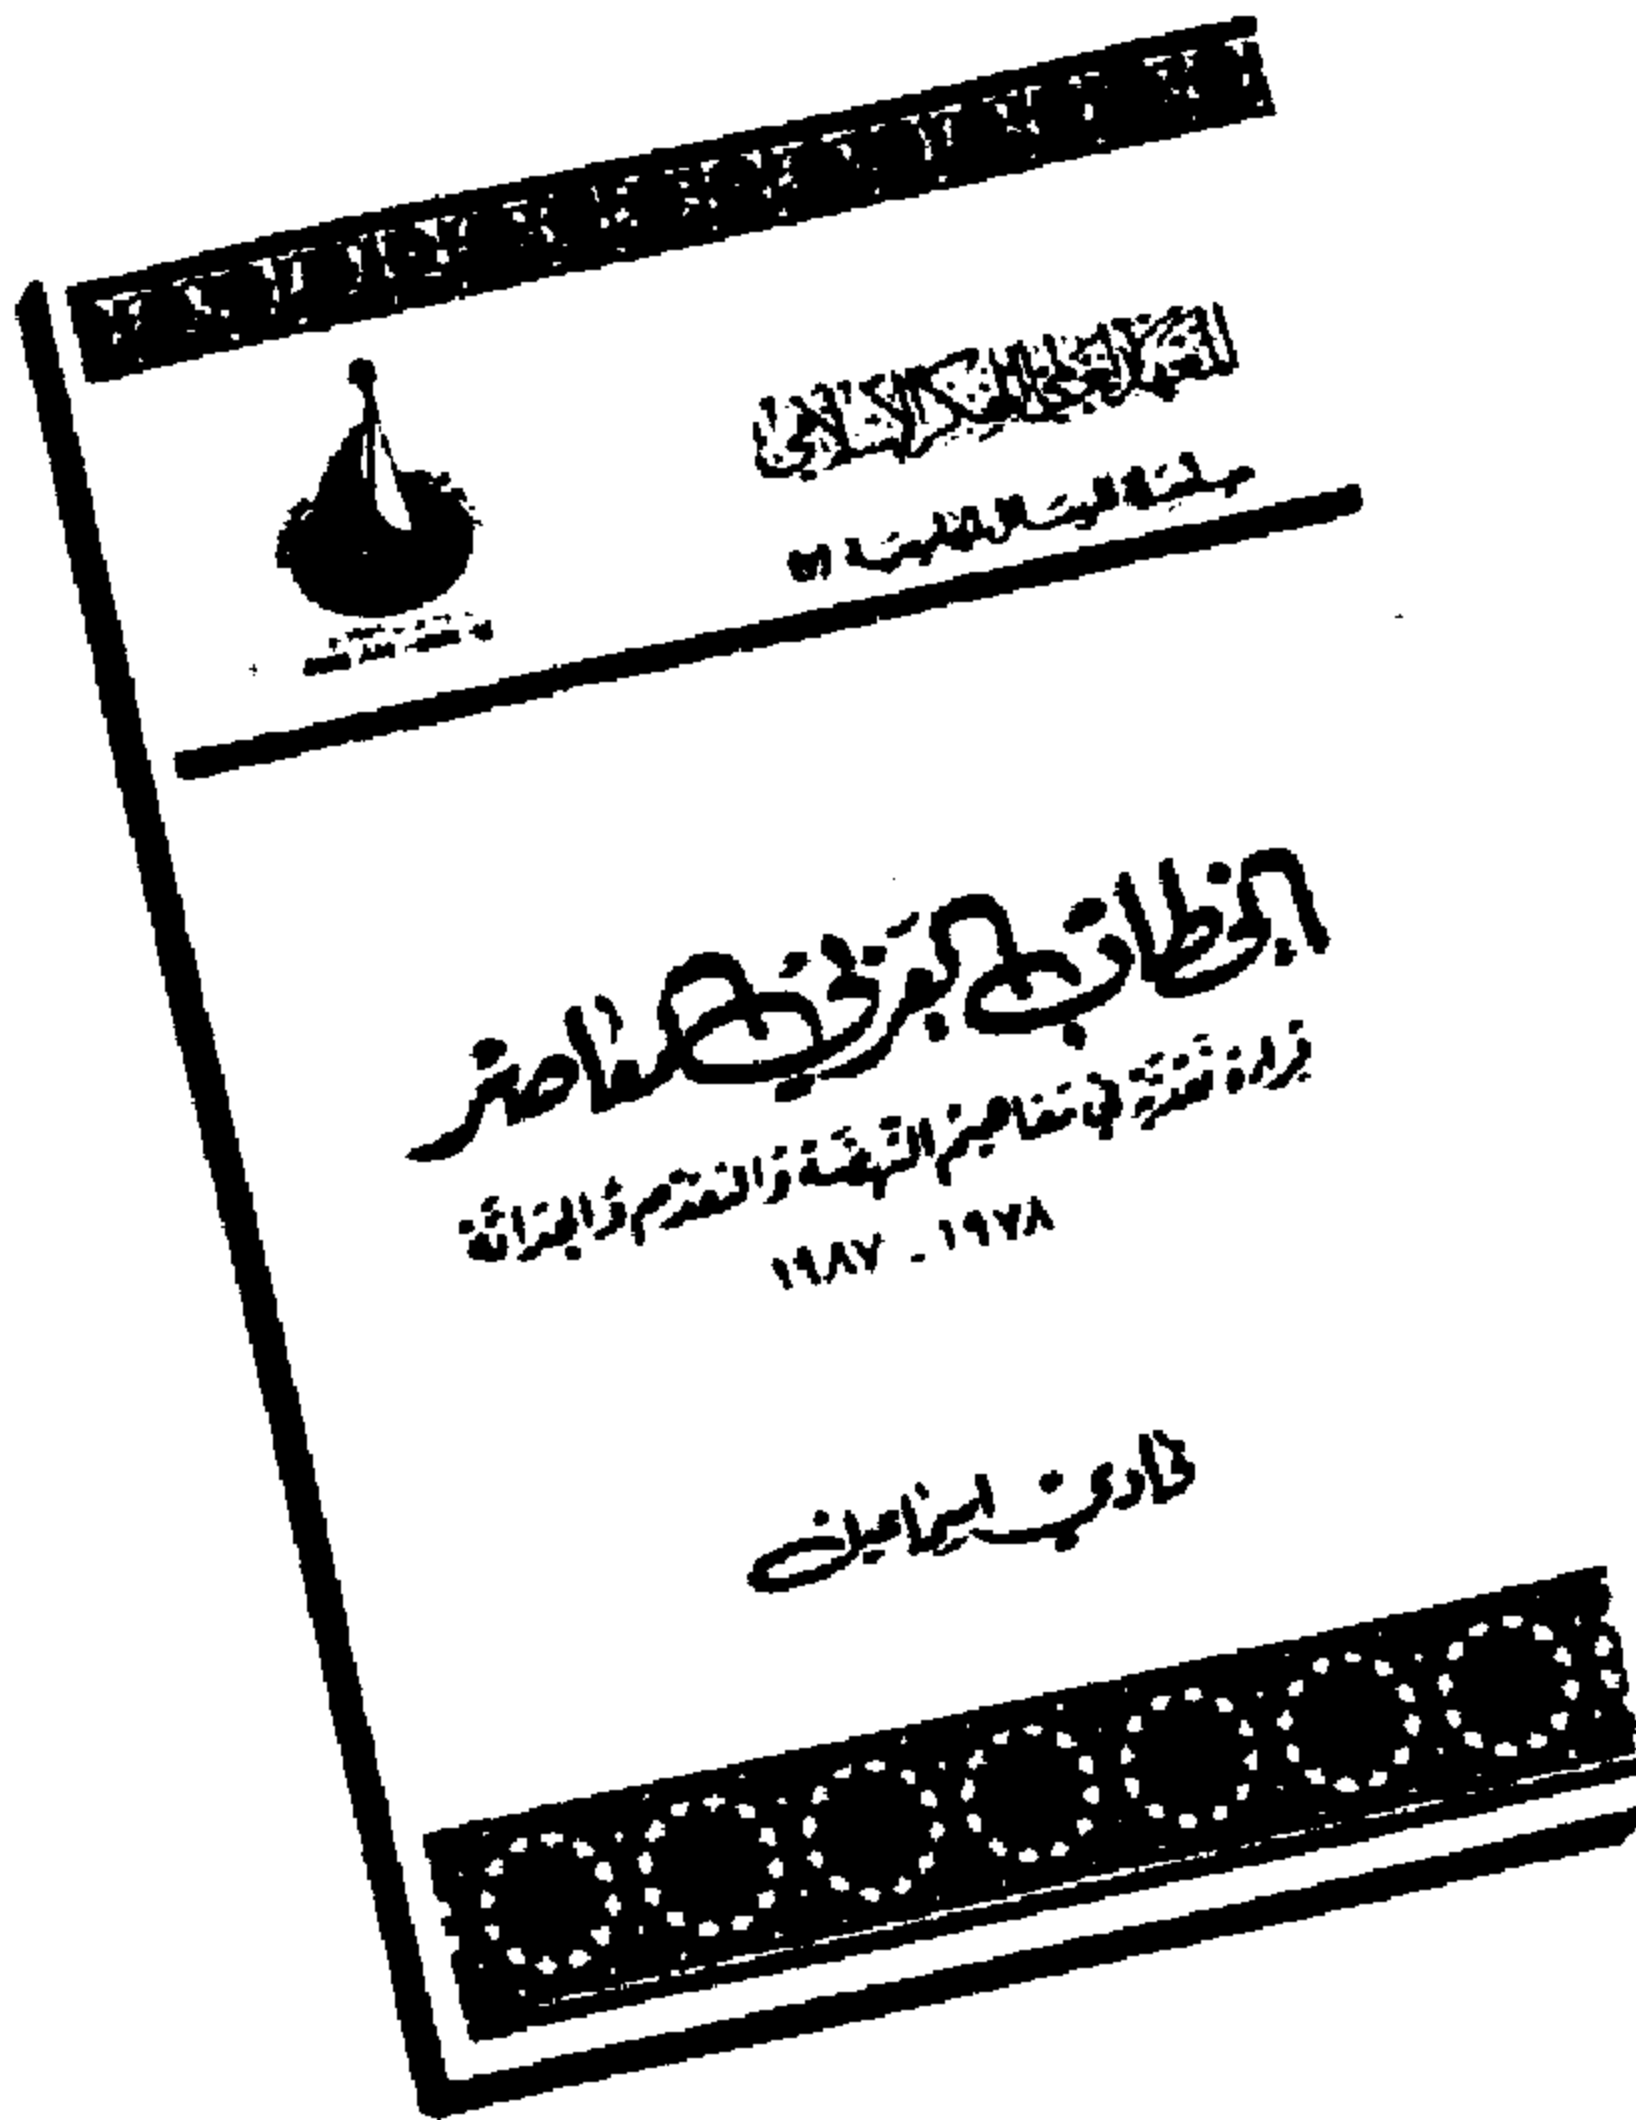 المعهد العالمي للفكر الإسلامي
الخطاب العربي المعاصر
قراءة نقدية في مفاهيم النهضة والتقدم والحداثة
١٩٧٨ - ١٩٨٧
فادي إسماعيل